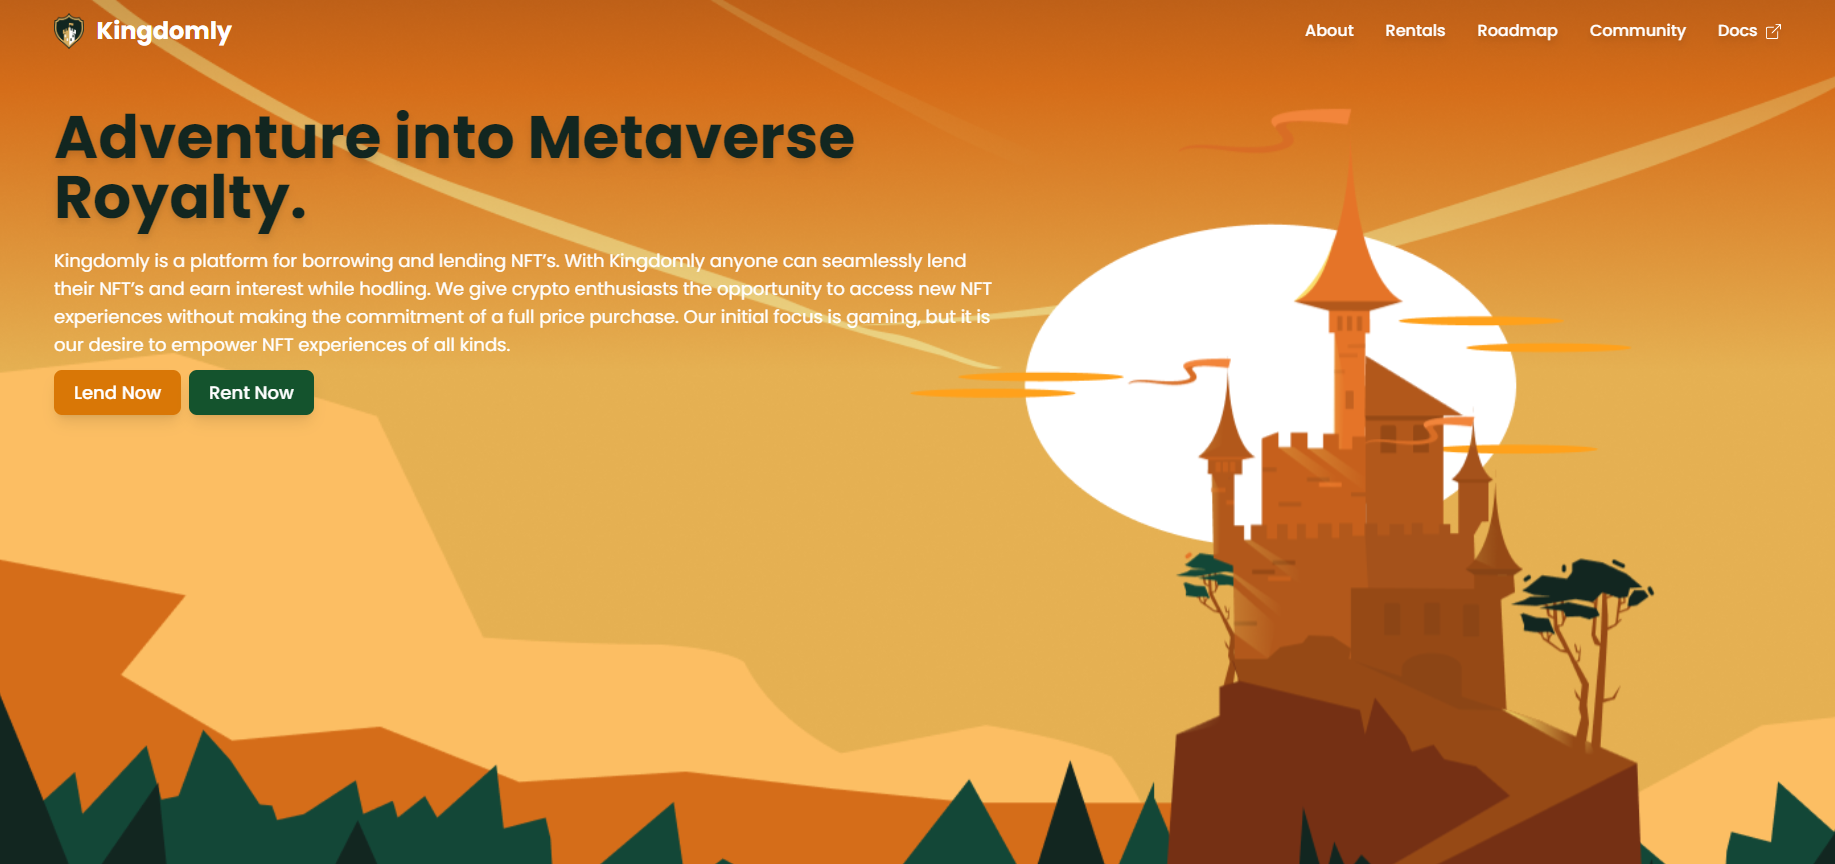 Kingdomly
About Rentals Roadmap Community Docs
Adventure into Metaverse
Royalty.
Kingdomly is a platform for borrowing and lending NFT’s. With Kingdomly anyone can seamlessly lend
their NFT’s and earn interest while hodling. We give crypto enthusiasts the opportunity to access new NFT
experiences without making the commitment of a full price purchase. Our initial focus is gaming, but it is
our desire to empower NFT experiences of all kinds.
Lend Now Rent Now